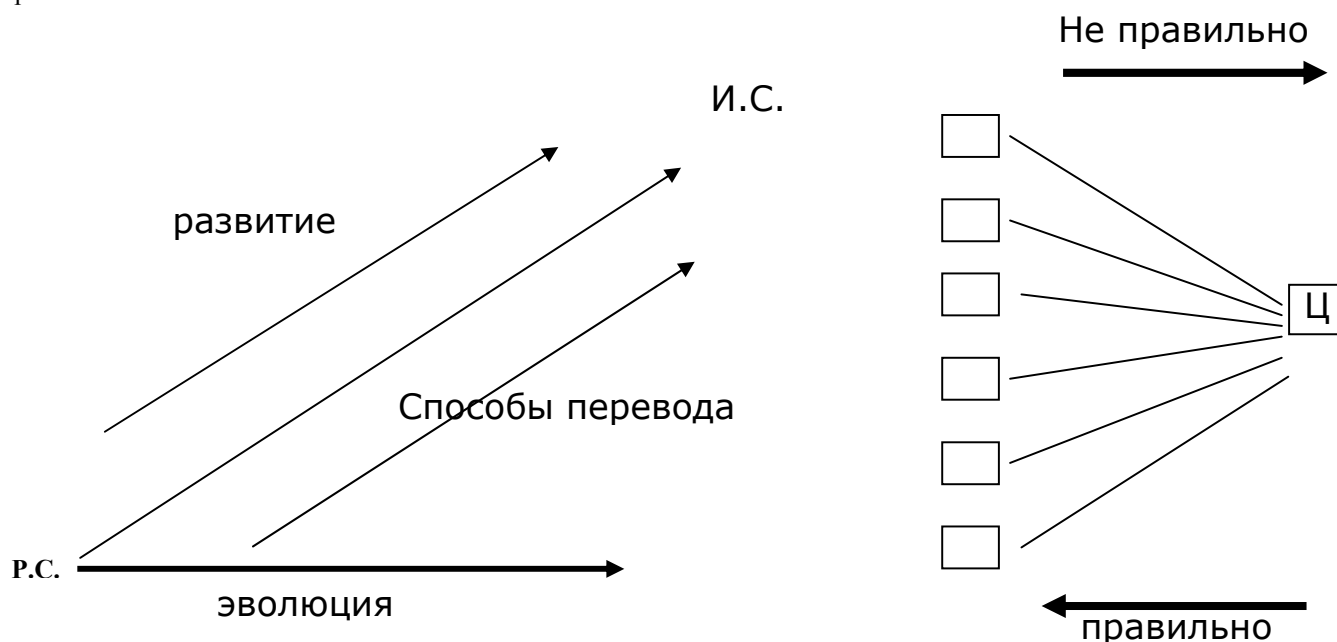 Не правильно
И.С.
развитие
Ц
Способы перевода
Р.С.
эволюция
правильно